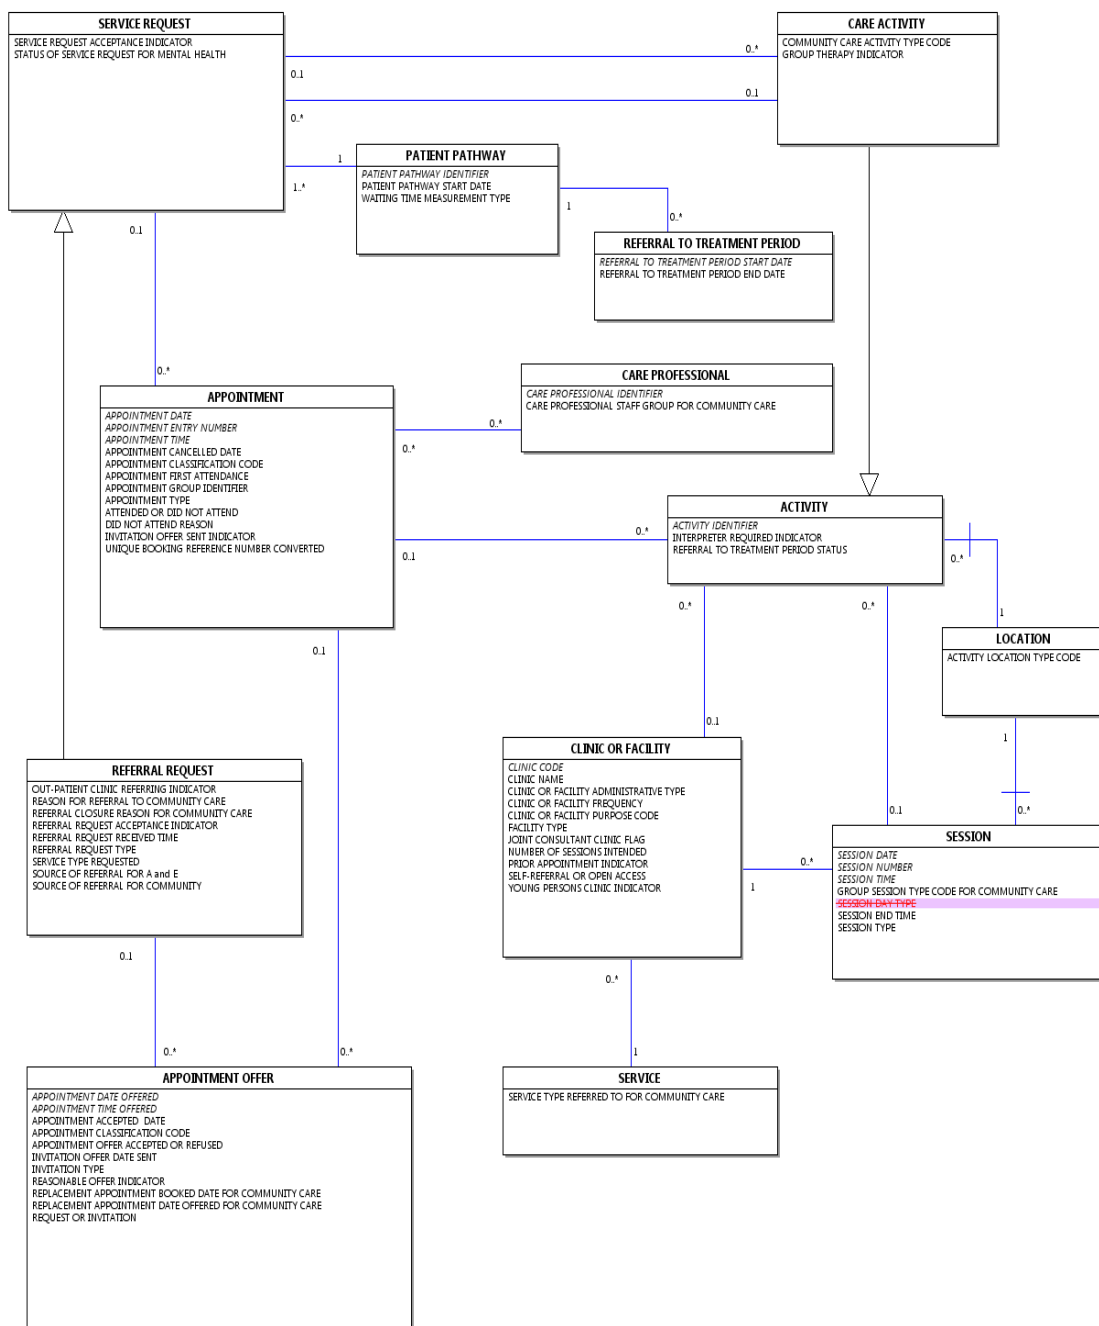 SERVICE REQUEST
SERVICE REQUEST ACCEPTANCE INDICATOR
STATUS OF SERVICE REQUEST FOR MENTAL HEALTH
CARE ACTIVITY
COMMUNITY CARE ACTIVITY TYPE CODE
GROUP THERAPY INDICATOR
0..*
0..1
0..1
0..*
1
1..*
PATIENT PATHWAY
PATIENT PATHWAY IDENTIFIER
PATIENT PATHWAY START DATE
WAITING TIME MEASUREMENT TYPE
1
0..*
REFERRAL TO TREATMENT PERIOD
REFERRAL TO TREATMENT PERIOD START DATE
REFERRAL TO TREATMENT PERIOD END DATE
0..1
0..*
APPOINTMENT
APPOINTMENT DATE
APPOINTMENT ENTRY NUMBER
APPOINTMENT TIME
APPOINTMENT CANCELLED DATE
APPOINTMENT CLASSIFICATION CODE
APPOINTMENT FIRST ATTENDANCE
APPOINTMENT GROUP IDENTIFIER
APPOINTMENT TYPE
ATTENDED OR DID NOT ATTEND
DID NOT ATTEND REASON
INVITATION OFFER SENT INDICATOR
UNIQUE BOOKING REFERENCE NUMBER CONVERTED
CARE PROFESSIONAL
CARE PROFESSIONAL IDENTIFIER
CARE PROFESSIONAL STAFF GROUP FOR COMMUNITY CARE
0..*
0..*
ACTIVITY
ACTIVITY IDENTIFIER
INTERPRETER REQUIRED INDICATOR
REFERRAL TO TREATMENT PERIOD STATUS
0..*
0..1
0..*
1
0..*
0..*
LOCATION
ACTIVITY LOCATION TYPE CODE
0..1
0..1
1
CLINIC OR FACILITY
CLINIC CODE
CLINIC NAME
CLINIC OR FACILITY ADMINISTRATIVE TYPE
CLINIC OR FACILITY FREQUENCY
CLINIC OR FACILITY PURPOSE CODE
FACILITY TYPE
JOINT CONSULTANT CLINIC FLAG
NUMBER OF SESSIONS INTENDED
PRIOR APPOINTMENT INDICATOR
SELF-REFERRAL OR OPEN ACCESS
YOUNG PERSONS CLINIC INDICATOR
REFERRAL REQUEST
OUT-PATIENT CLINIC REFERRING INDICATOR
REASON FOR REFERRAL TO COMMUNITY CARE
REFERRAL CLOSURE REASON FOR COMMUNITY CARE
REFERRAL REQUEST ACCEPTANCE INDICATOR
REFERRAL REQUEST RECEIVED TIME
REFERRAL REQUEST TYPE
SERVICE TYPE REQUESTED
SOURCE OF REFERRAL FOR A and E
SOURCE OF REFERRAL FOR COMMUNITY
0..1
0..*
SESSION
SESSION DATE
SESSION NUMBER
SESSION TIME
GROUP SESSION TYPE CODE FOR COMMUNITY CARE
SESSION DAY TYPE
SESSION END TIME
SESSION TYPE
0..*
1
0..1
0..*
0..*
0..*
1
APPOINTMENT OFFER
APPOINTMENT DATE OFFERED
APPOINTMENT TIME OFFERED
APPOINTMENT ACCEPTED DATE
APPOINTMENT CLASSIFICATION CODE
APPOINTMENT OFFER ACCEPTED OR REFUSED
INVITATION OFFER DATE SENT
INVITATION TYPE
REASONABLE OFFER INDICATOR
REPLACEMENT APPOINTMENT BOOKED DATE FOR COMMUNITY CARE
REPLACEMENT APPOINTMENT DATE OFFERED FOR COMMUNITY CARE
REQUEST OR INVITATION
SERVICE
SERVICE TYPE REFERRED TO FOR COMMUNITY CARE